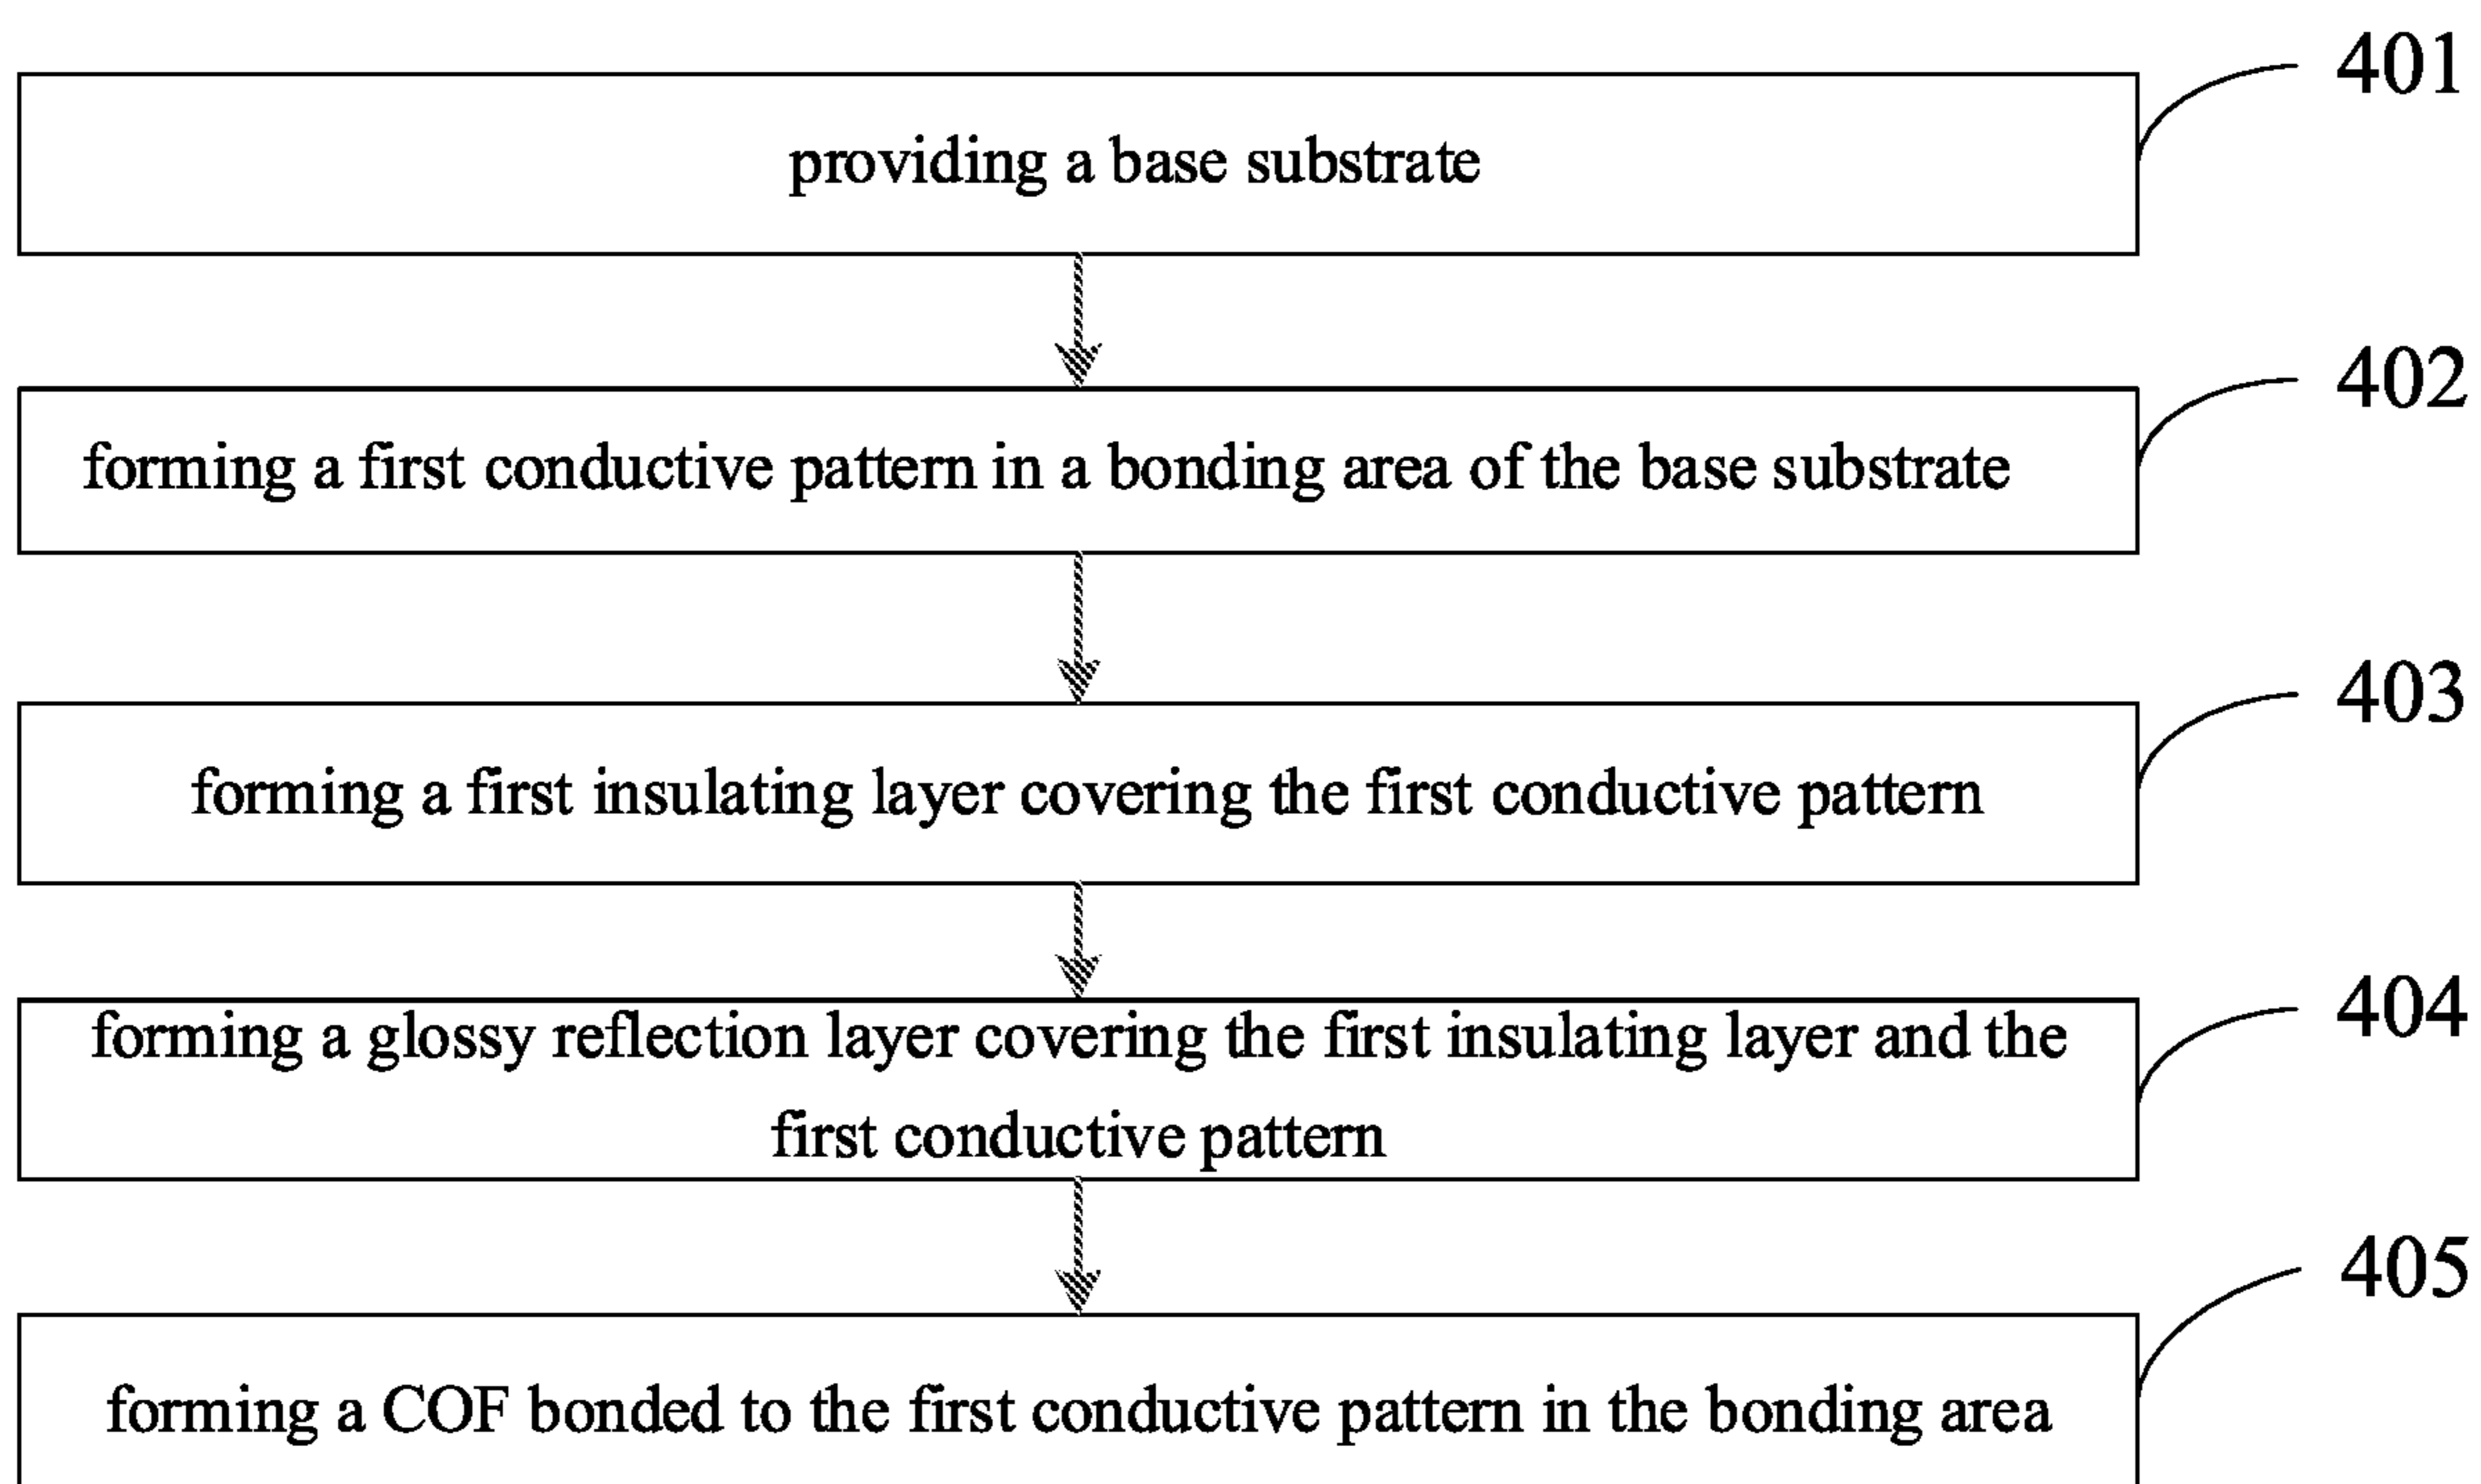 401
providing a base substrate
402
forming a first conductive pattern in a bonding area of the base substrate
403
forming a first insulating layer covering the first conductive pattern
404
forming a glossy reflection layer covering the first insulating layer and the
first conductive pattern
405
forming a COF bonded to the first conductive pattern in the bonding area